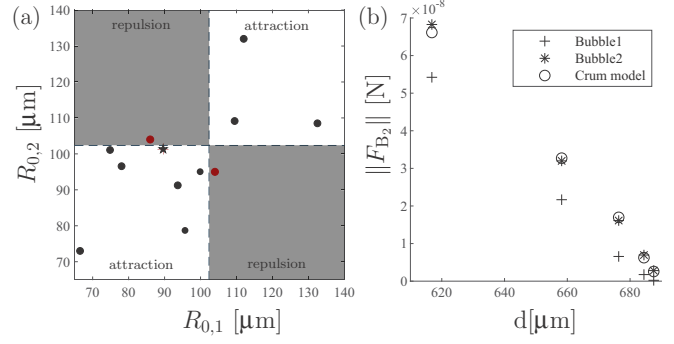 (a)
140
130
120
110
100
90
80
70
R0,2 [μm]
repulsion
attraction
attraction
repulsion
70 80 90 100 110 120 130 140
R0,1 [μm]
(b)
×10^-8
7
6
5
4
3
2
1
0
||F_B2|| [N]
Bubble1
Bubble2
Crum model
620 640 660 680
d[μm]